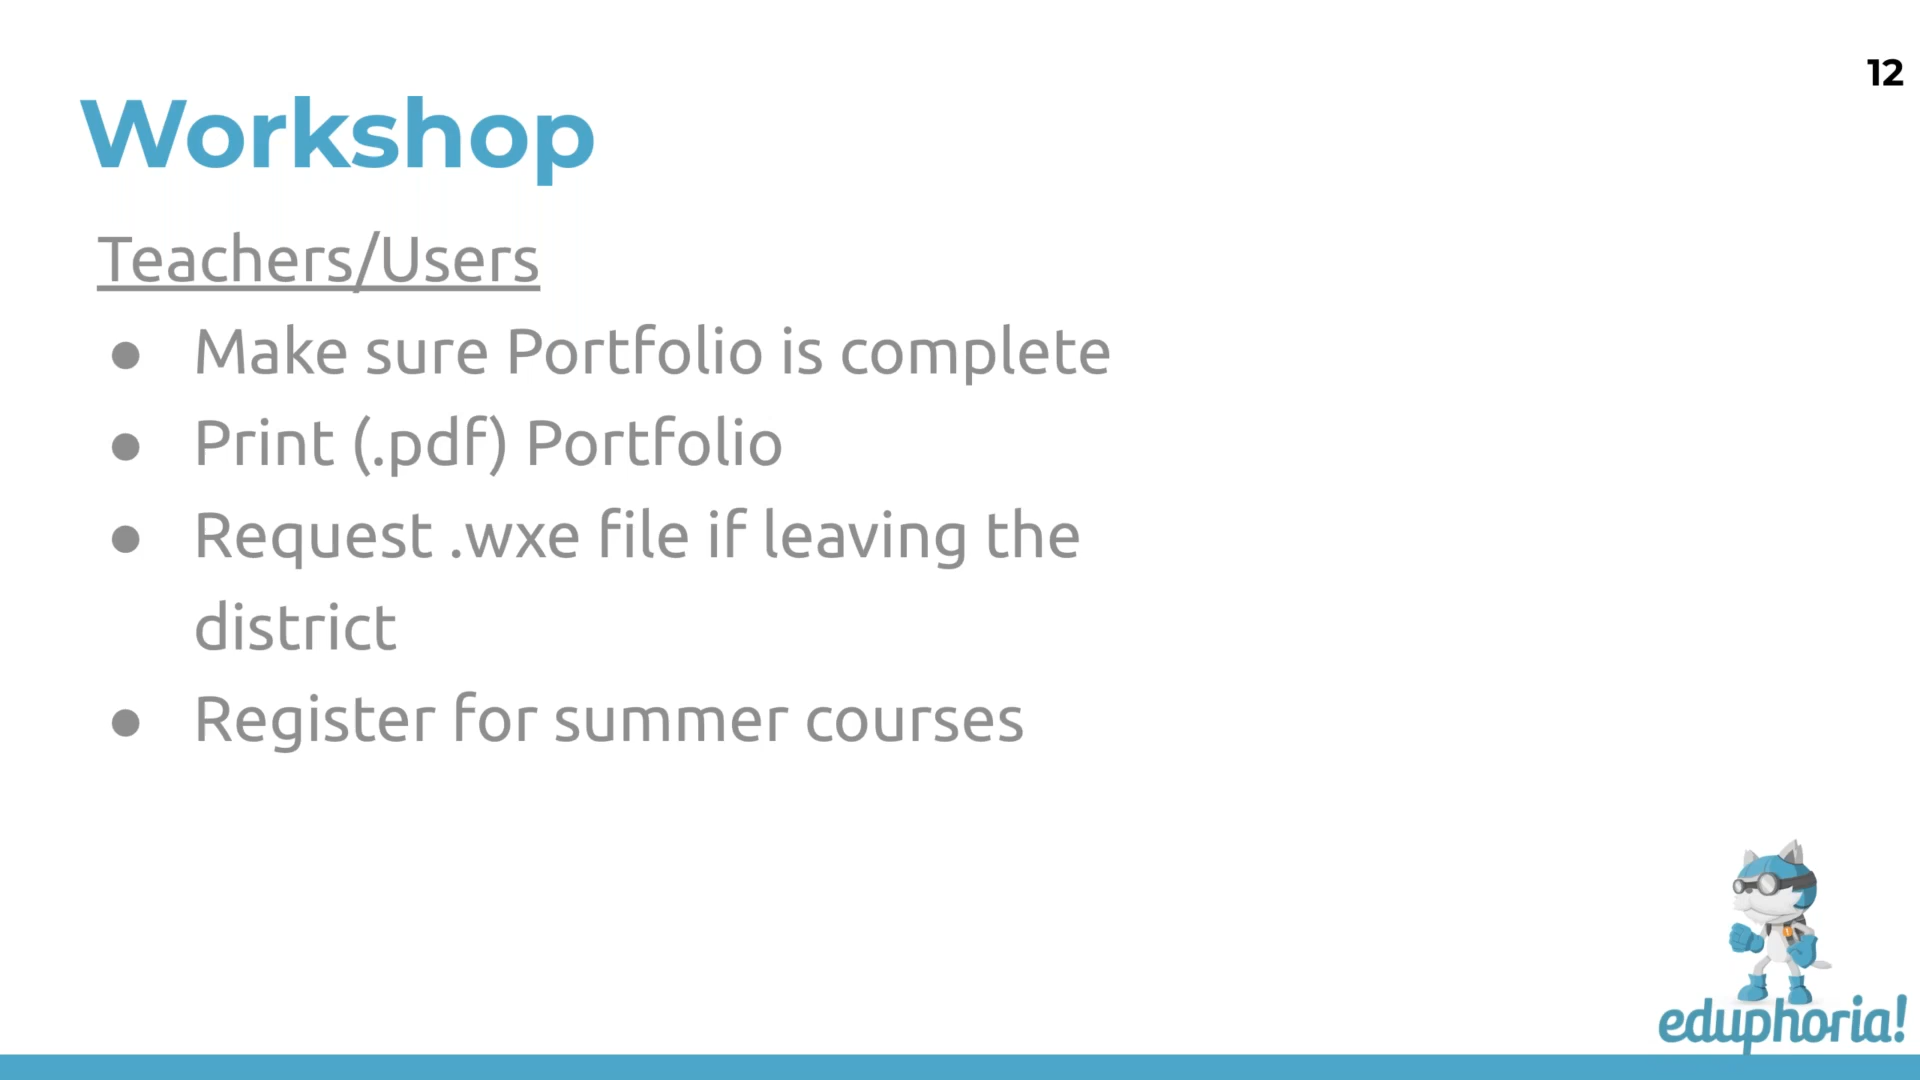 12
Workshop
Teachers/Users
● Make sure Portfolio is complete
● Print (.pdf) Portfolio
● Request .wxe file if leaving the
district
● Register for summer courses
eduphoria!